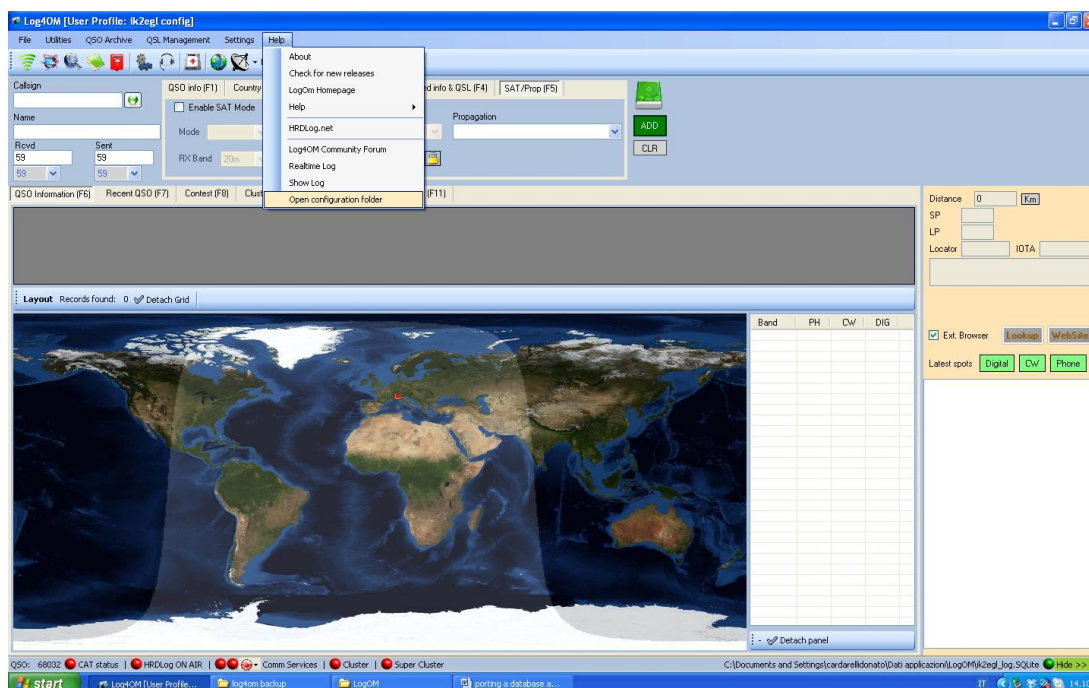 Log4OM [User Profile: ik2egl config]
File Utilities QSO Archive QSL Management Settings Help
About
Check for new releases
LogOm Homepage
Help
HRDLog.net
Log4OM Community Forum
Realtime Log
Show Log
Open configuration folder
Callsign
Name
Rcvd Sent
59 59
59 59
QSO info (F1) Country
d info & QSL (F4) SAT/Prop (F5)
Enable SAT Mode
Mode
RX Band 20m
Propagation
ADD
CLR
QSO Information (F6) Recent QSO (F7) Contest (F8) Clust
(F11)
Layout Records found: 0 Detach Grid
Band PH CW DIG
Detach panel
Distance 0 Km
SP
LP
Locator IOTA
Ext. Browser Lookup WebSite
Latest spots Digital CW Phone
QSO: 68032 CAT status | HRDLog ON AIR | Comm Services | Cluster | Super Cluster
C:\Documents and Settings\cardarellidonato\Dati applicazioni\LogOM\ik2egl_log.SQLite Hide >>
start Log4OM [User Profile... log4om backup LogOM porting a database a... IT 14.10